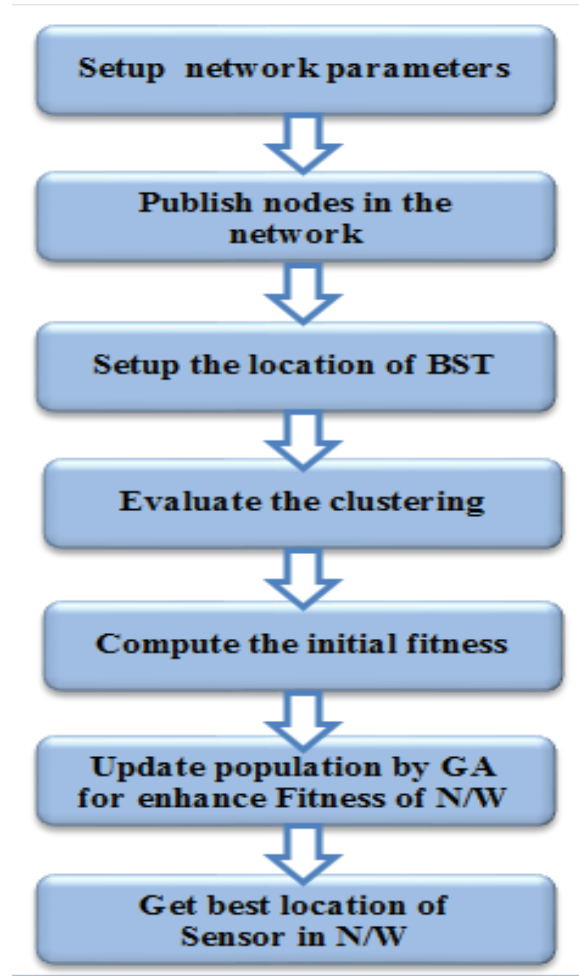 Setup network parameters
Publish nodes in the
network
Setup the location of BST
Evaluate the clustering
Compute the initial fitness
Update population by GA
for enhance Fitness of N/W
Get best location of
Sensor in N/W